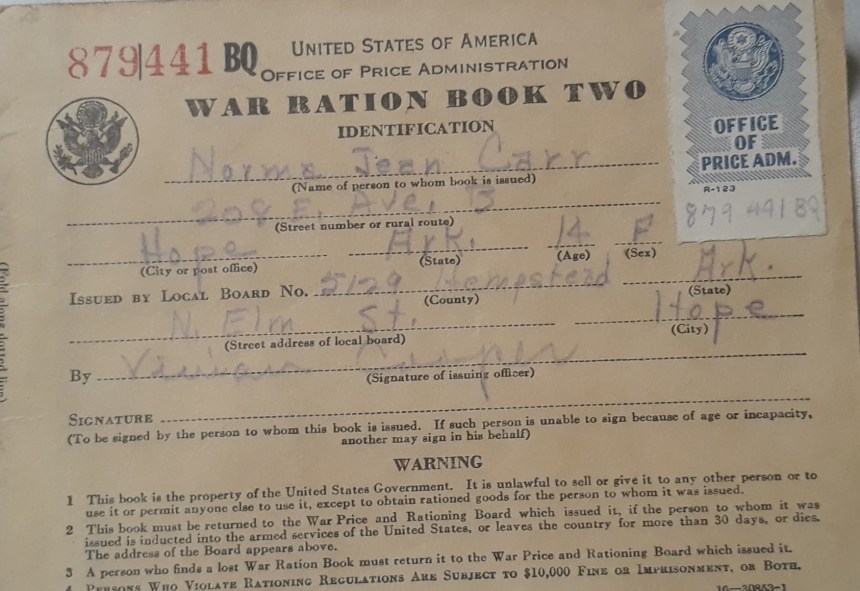 879441 BQ
UNITED STATES OF AMERICA
OFFICE OF PRICE ADMINISTRATION
WAR RATION BOOK TWO
IDENTIFICATION
OFFICE
OF
PRICE ADM.
R-123
879 441 BQ
Norma Jean Carr
(Name of person to whom book is issued)
208 E. Ave. B
(Street number or rural route)
Hope Ark. 14 F
(City or post office) (State) (Age) (Sex)
ISSUED BY LOCAL BOARD NO. 5129 Hempstead Ark.
(County) (State)
N. Elm St. Hope
(Street address of local board) (City)
By Vivian
(Signature of issuing officer)
SIGNATURE
(To be signed by the person to whom this book is issued. If such person is unable to sign because of age or incapacity,
another may sign in his behalf)
WARNING
1 This book is the property of the United States Government. It is unlawful to sell or give it to any other person or to
use it or permit anyone else to use it, except to obtain rationed goods for the person to whom it was issued.
2 This book must be returned to the War Price and Rationing Board which issued it, if the person to whom it was
issued is inducted into the armed services of the United States, or leaves the country for more than 30 days, or dies.
The address of the Board appears above.
3 A person who finds a lost War Ration Book must return it to the War Price and Rationing Board which issued it.
4 PERSONS WHO VIOLATE RATIONING REGULATIONS ARE SUBJECT TO $10,000 FINE OR IMPRISONMENT, OR BOTH.
16—30853-1
(Fold along dotted line)